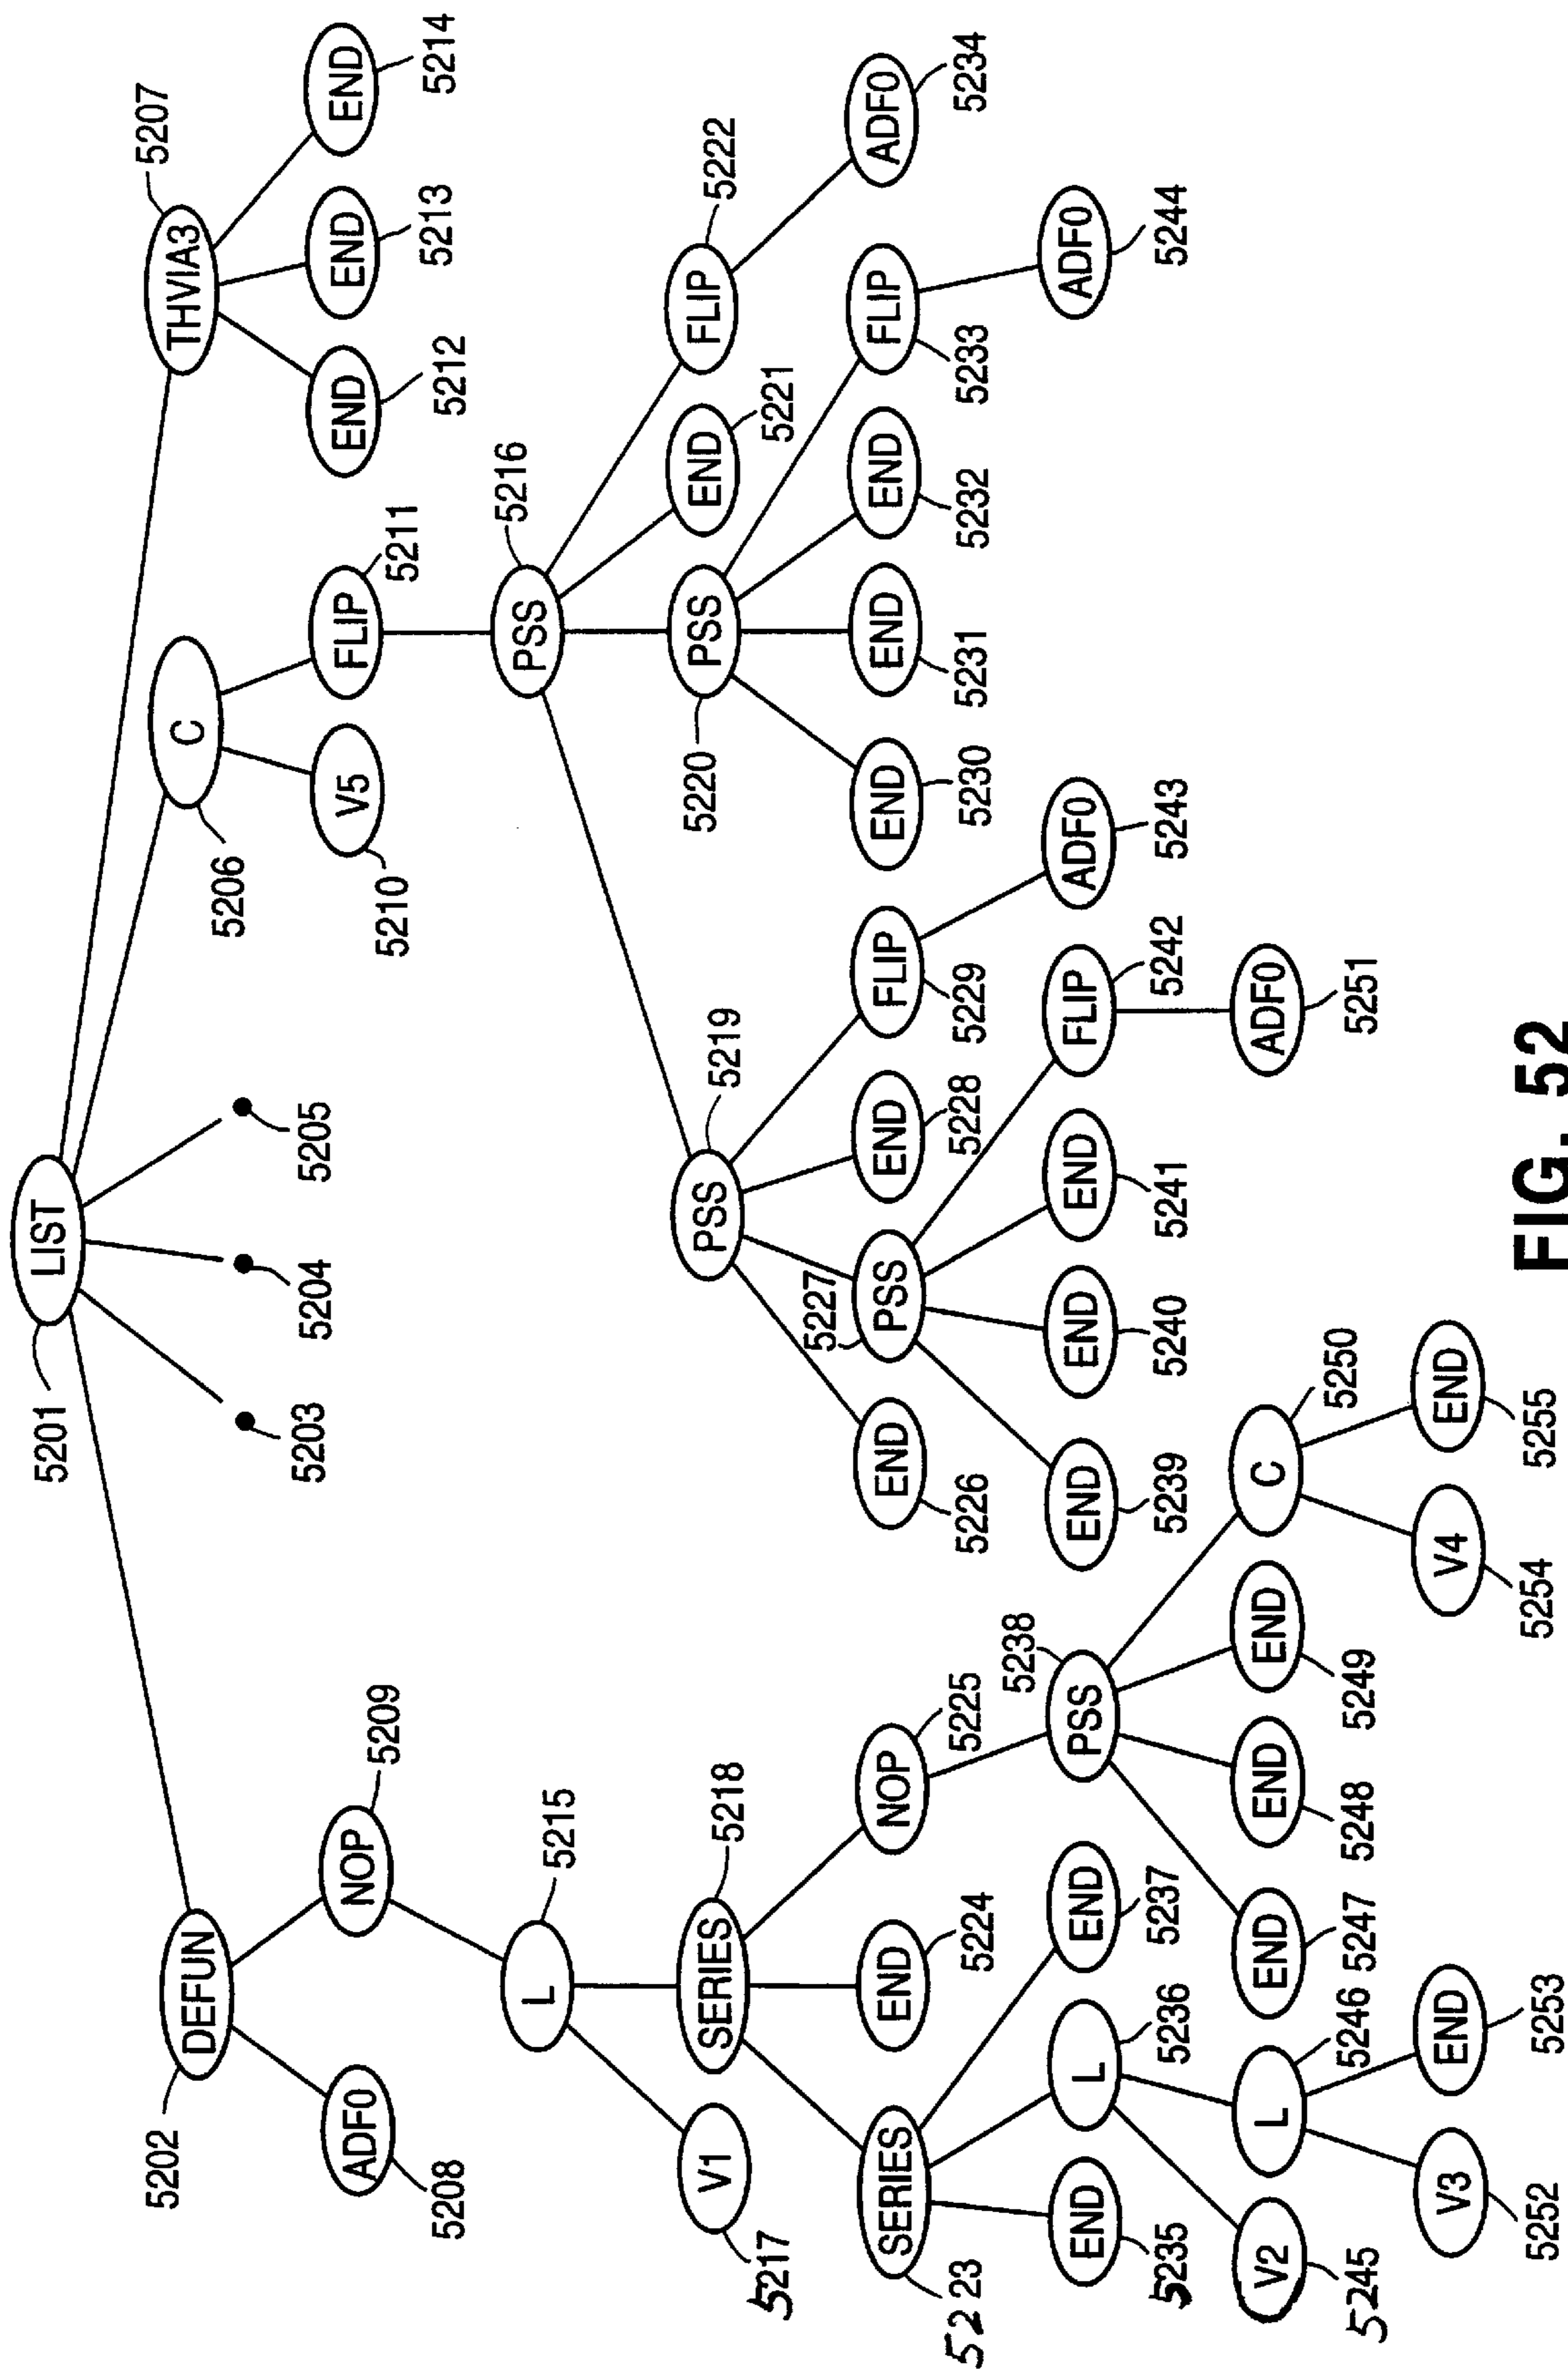 LIST
5201
5203
5204
5205
DEFUN
5202
C
5206
THVIA3
5207
ADF0
5208
NOP
5209
V5
5210
FLIP
5211
END
5212
END
5213
END
5214
L
5215
PSS
5216
V1
5217
SERIES
5218
PSS
5219
PSS
5220
END
5221
FLIP
5222
SERIES
5223
END
5224
NOP
5225
END
5226
PSS
5227
END
5228
FLIP
5229
END
5230
END
5231
END
5232
FLIP
5233
ADF0
5234
END
5235
L
5236
END
5237
PSS
5238
END
5239
END
5240
END
5241
FLIP
5242
ADF0
5243
ADF0
5244
V2
5245
L
5246
END
5247
END
5248
END
5249
C
5250
ADF0
5251
V3
5252
END
5253
V4
5254
END
5255
FIG. 52